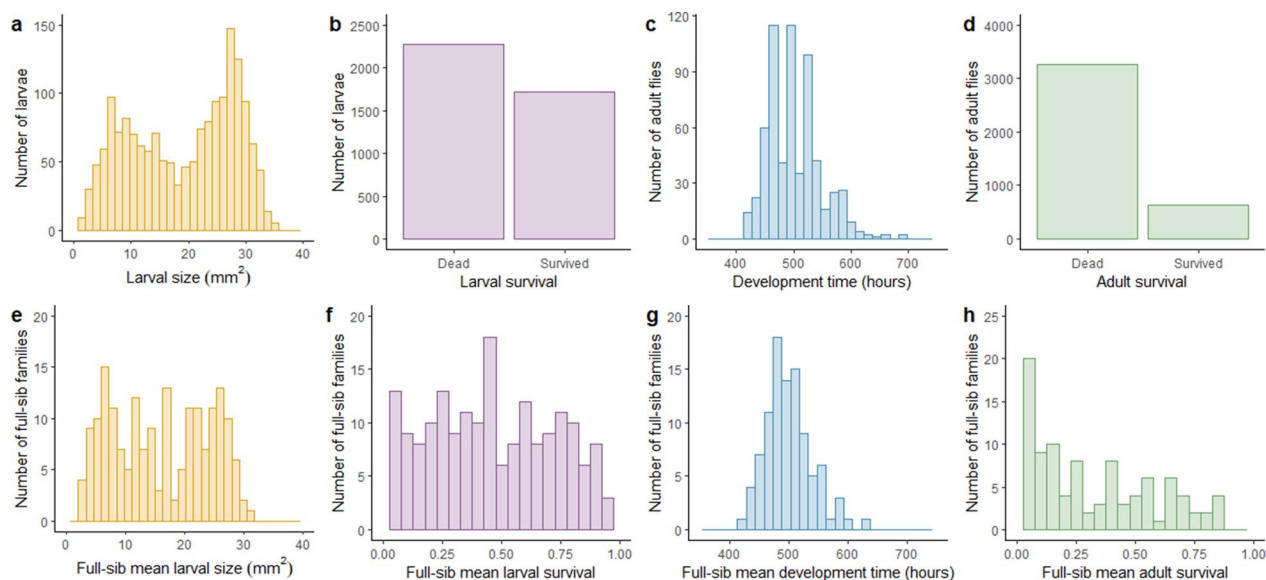 a
150
100
50
0
Number of larvae
0 10 20 30 40
Larval size (mm²)
b
2500
2000
1500
1000
500
0
Number of larvae
Dead Survived
Larval survival
c
120
90
60
30
0
Number of adult flies
400 500 600 700
Development time (hours)
d
4000
3000
2000
1000
0
Number of adult flies
Dead Survived
Adult survival
e
20
15
10
5
0
Number of full-sib families
0 10 20 30 40
Full-sib mean larval size (mm²)
f
20
15
10
5
0
Number of full-sib families
0.00 0.25 0.50 0.75 1.00
Full-sib mean larval survival
g
20
15
10
5
0
Number of full-sib families
400 500 600 700
Full-sib mean development time (hours)
h
25
20
15
10
5
0
Number of full-sib families
0.00 0.25 0.50 0.75 1.00
Full-sib mean adult survival